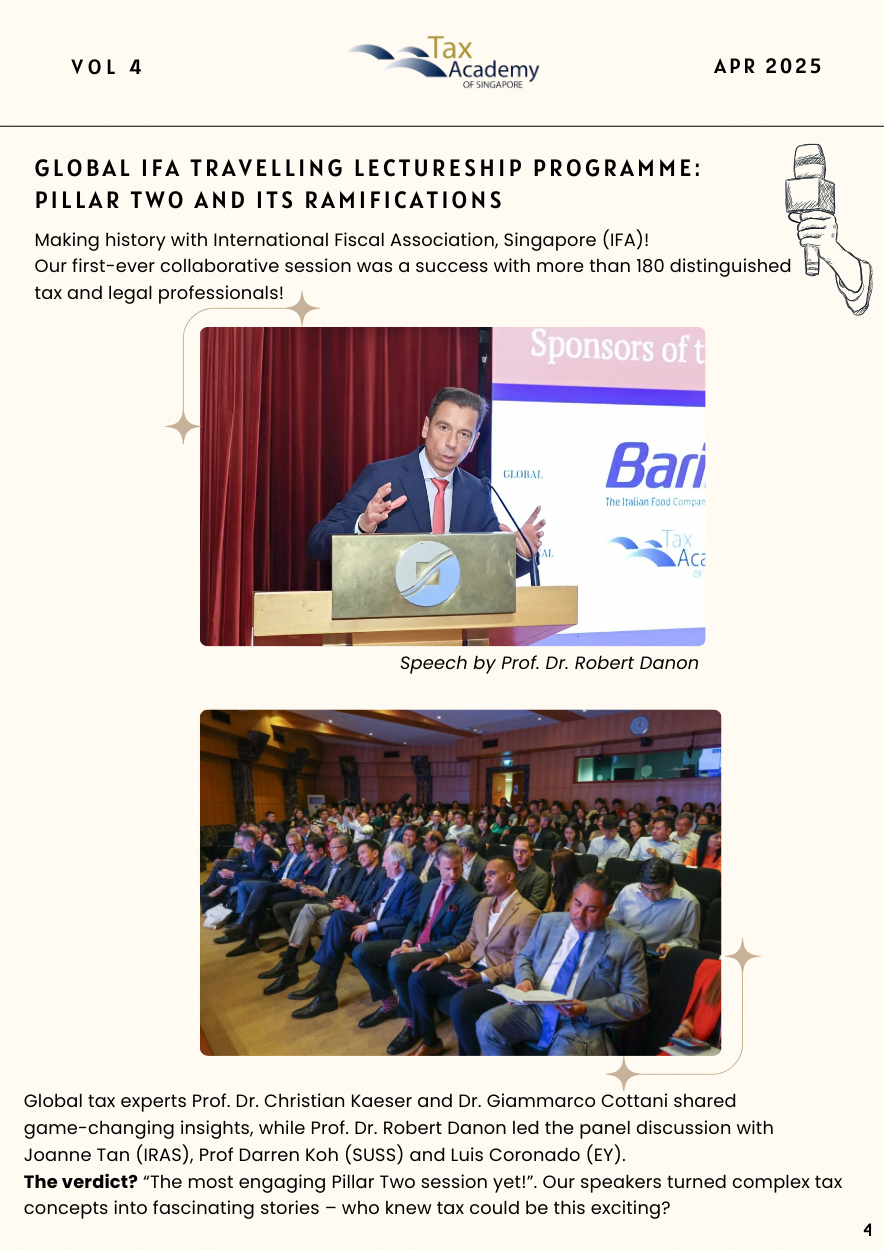 VOL 4
Tax
Academy
OF SINGAPORE
APR 2025
GLOBAL IFA TRAVELLING LECTURESHIP PROGRAMME:
PILLAR TWO AND ITS RAMIFICATIONS
Making history with International Fiscal Association, Singapore (IFA)!
Our first-ever collaborative session was a success with more than 180 distinguished
tax and legal professionals!
Sponsors of t
GLOBAL
Bari
The Italian Food Compan
Tax
Aca
OF
AL
Speech by Prof. Dr. Robert Danon
Global tax experts Prof. Dr. Christian Kaeser and Dr. Giammarco Cottani shared
game-changing insights, while Prof. Dr. Robert Danon led the panel discussion with
Joanne Tan (IRAS), Prof Darren Koh (SUSS) and Luis Coronado (EY).
The verdict? “The most engaging Pillar Two session yet!”. Our speakers turned complex tax
concepts into fascinating stories – who knew tax could be this exciting?
4